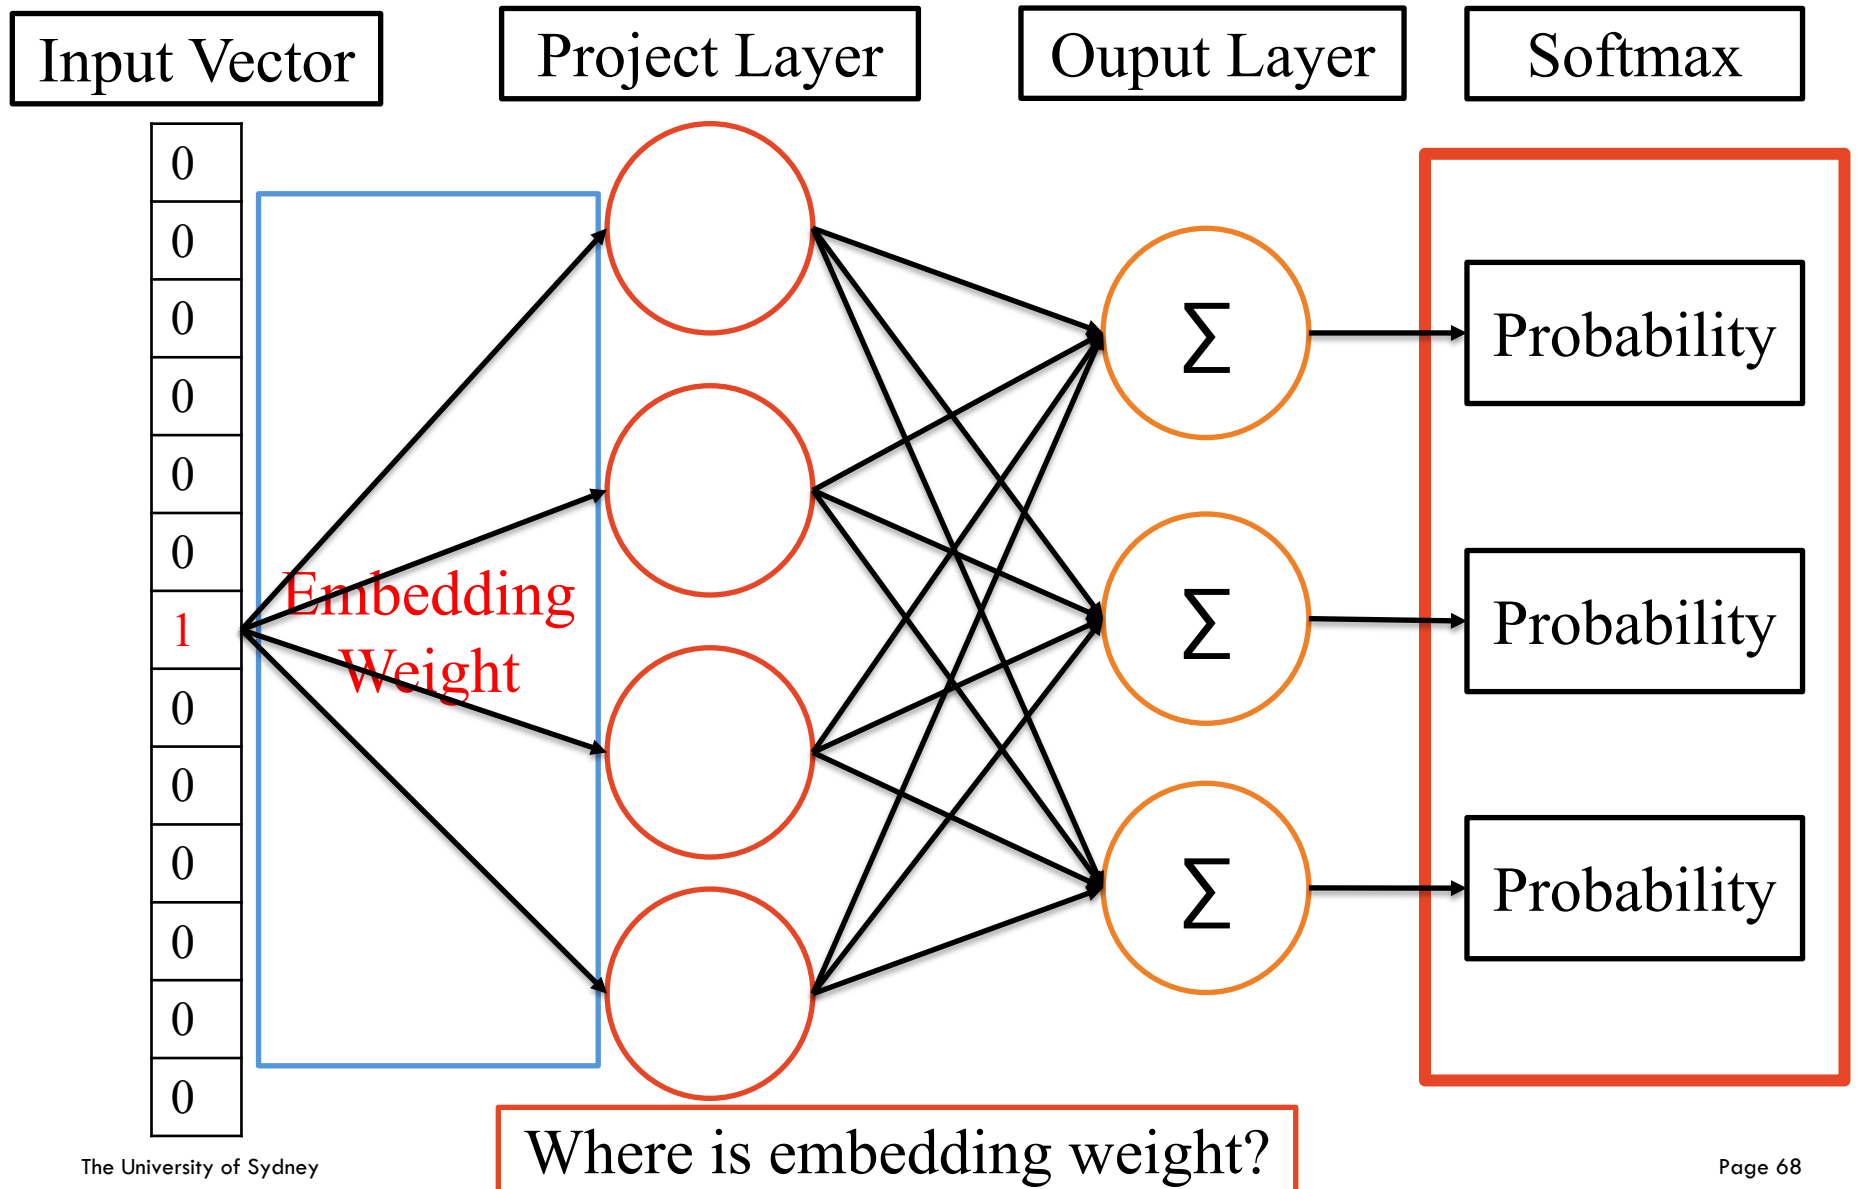 Input Vector
Project Layer
Ouput Layer
Softmax
0
0
0
0
0
0
1
0
0
0
0
0
0
Embedding
Weight
∑
∑
∑
Probability
Probability
Probability
Where is embedding weight?
The University of Sydney
Page 68